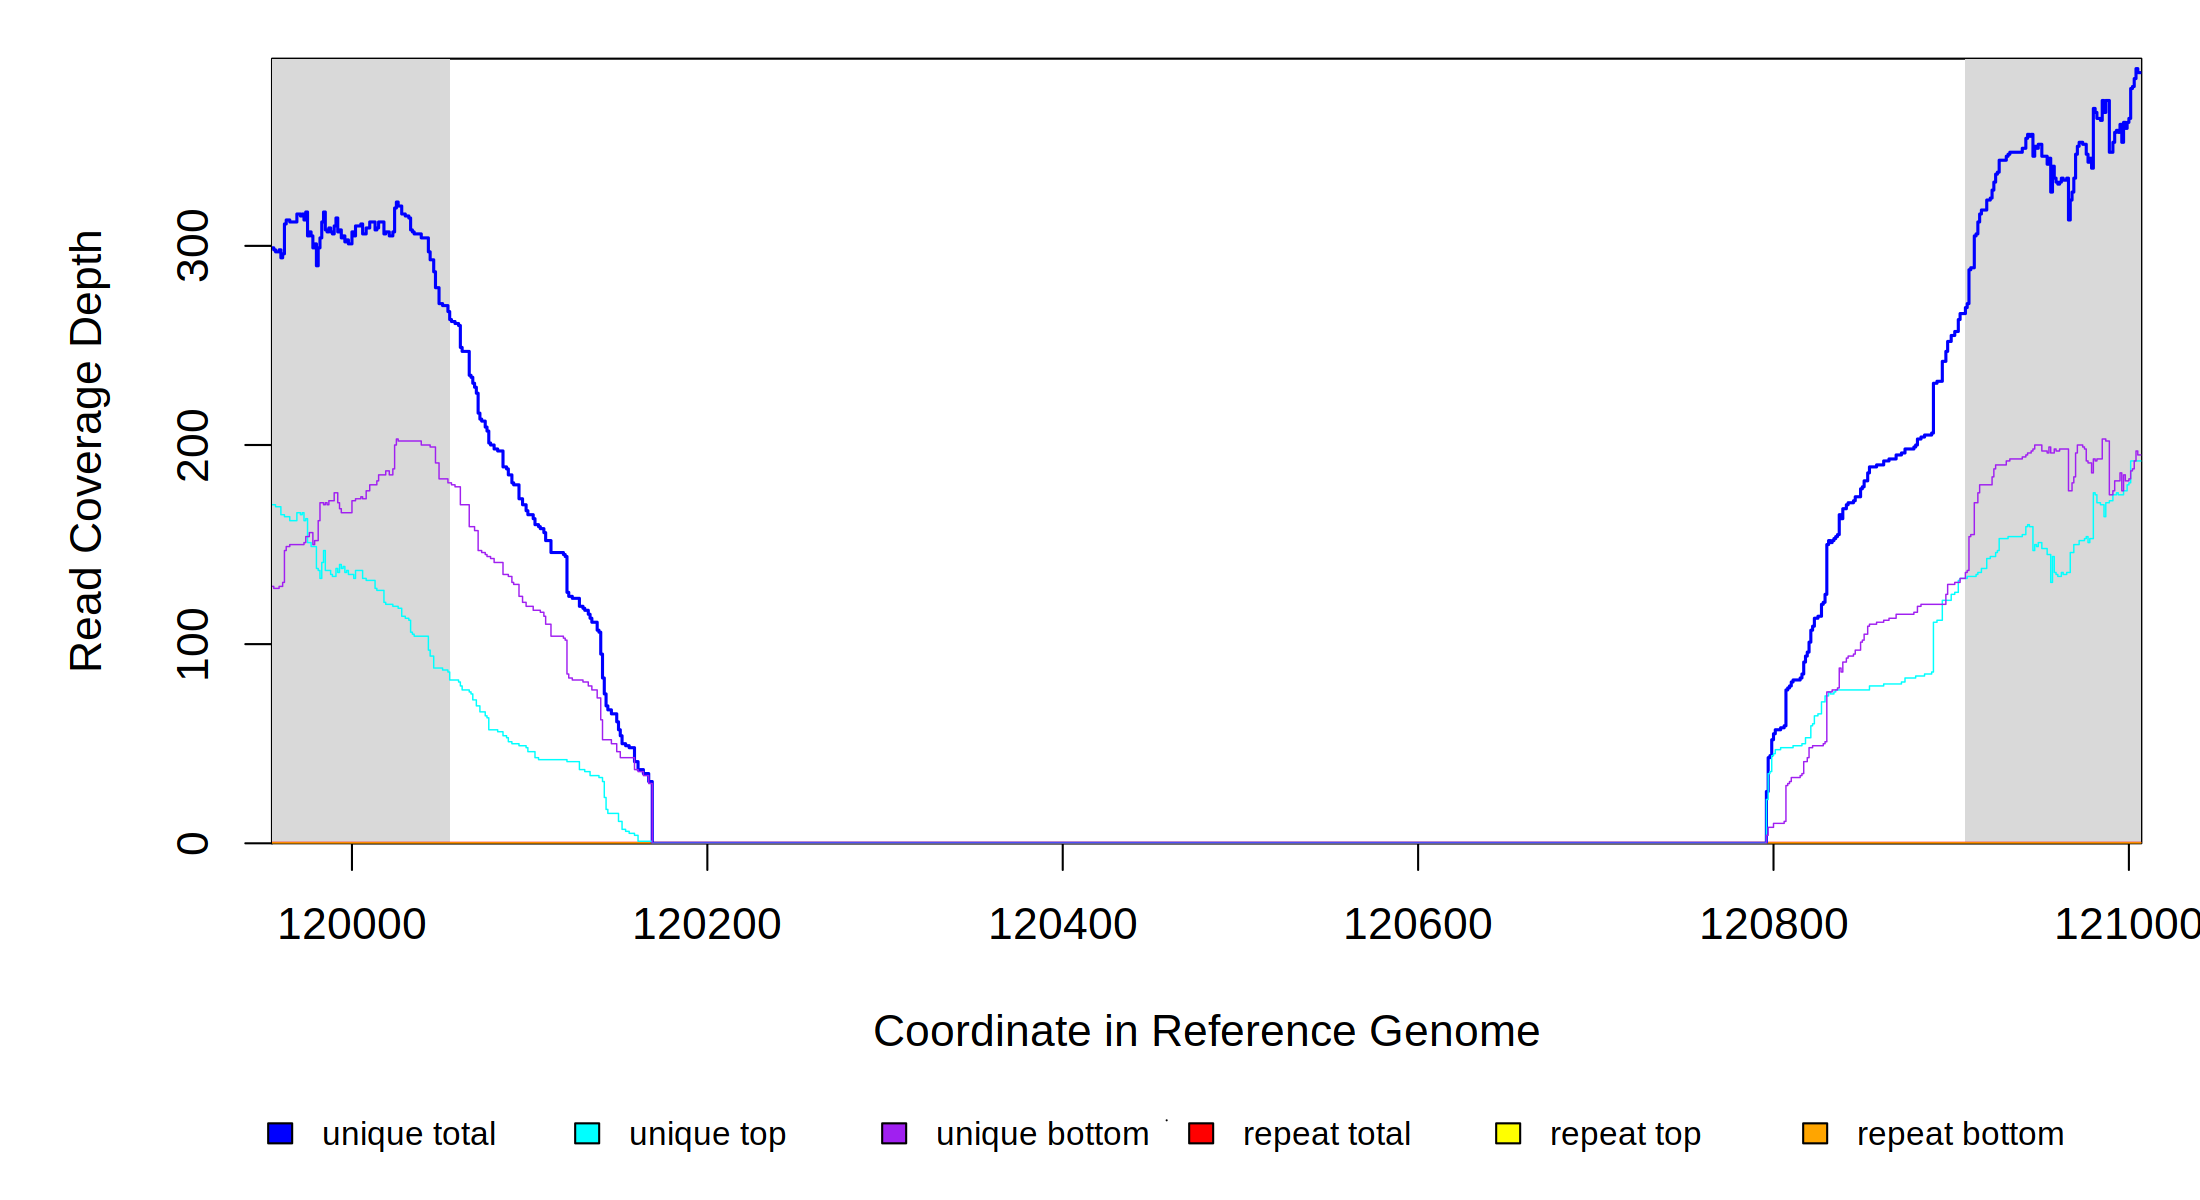 Read Coverage Depth
300
200
100
0
120000 120200 120400 120600 120800 121000
Coordinate in Reference Genome
unique total unique top unique bottom repeat total repeat top repeat bottom